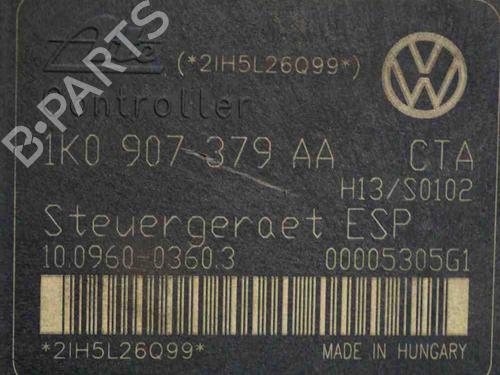 Ate (*2IH5L26Q99*)
Controller
1K0 907 379 AA CTA
H13/S0102
Steuergeraet ESP
10.0960-0360.3 00005305G1
*2IH5L26Q99* MADE IN HUNGARY
B-PARTS